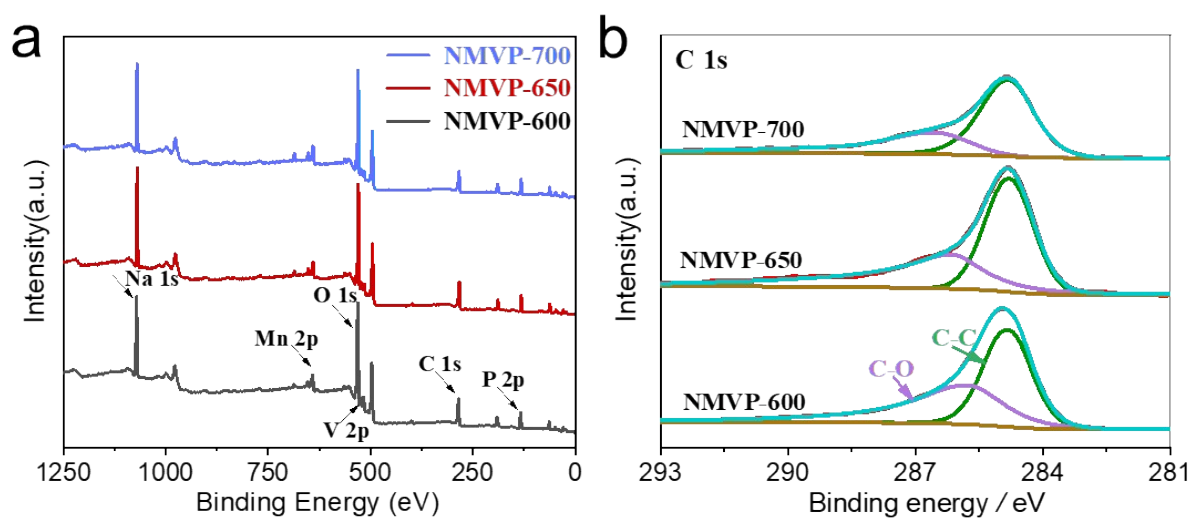 a
NMVP-700
NMVP-650
NMVP-600
Na 1s
Mn 2p
O 1s
V 2p
C 1s
P 2p
Intensity(a.u.)
1250 1000 750 500 250 0
Binding Energy (eV)
b
C 1s
NMVP-700
NMVP-650
C-C
C-O
NMVP-600
Intensity(a.u.)
293 290 287 284 281
Binding energy / eV